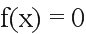 f(x) = 0